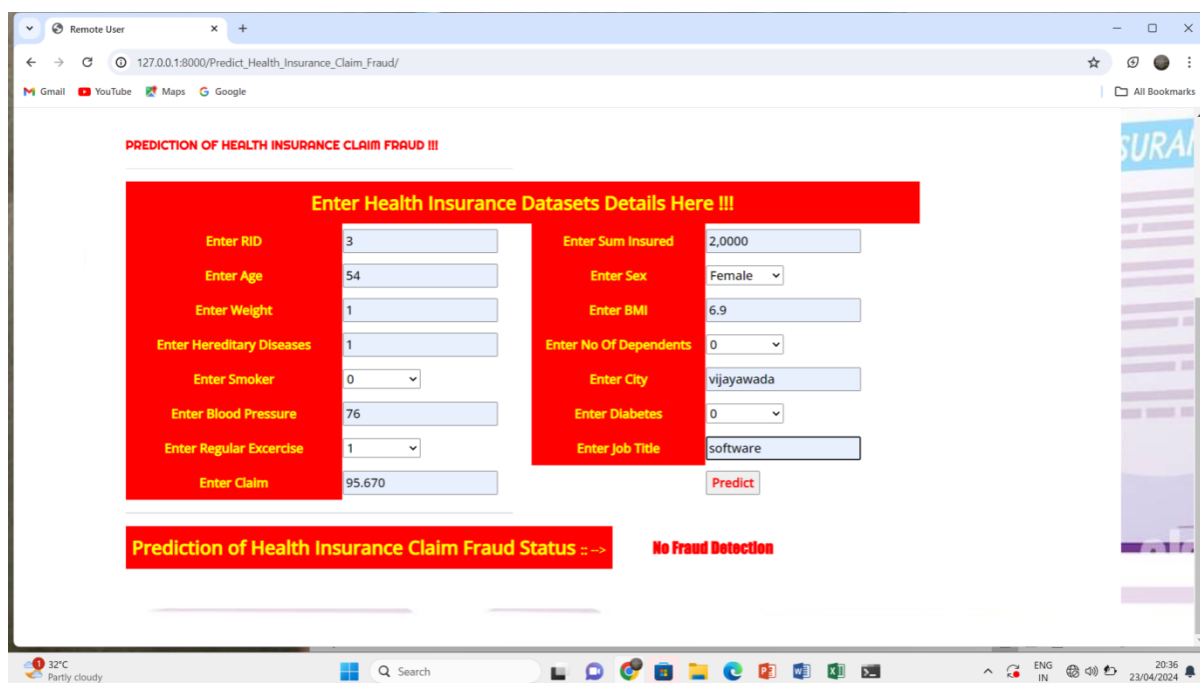 Remote User
127.0.0.1:8000/Predict_Health_Insurance_Claim_Fraud/
Gmail YouTube Maps Google All Bookmarks
PREDICTION OF HEALTH INSURANCE CLAIM FRAUD !!!
Enter Health Insurance Datasets Details Here !!!
Enter RID 3 Enter Sum Insured 2,0000
Enter Age 54 Enter Sex Female
Enter Weight 1 Enter BMI 6.9
Enter Hereditary Diseases 1 Enter No Of Dependents 0
Enter Smoker 0 Enter City vijayawada
Enter Blood Pressure 76 Enter Diabetes 0
Enter Regular Excercise 1 Enter Job Title software
Enter Claim 95.670 Predict
Prediction of Health Insurance Claim Fraud Status :: --> No Fraud Detection
1 32°C
Partly cloudy
Search
ENG
IN
20:36
23/04/2024